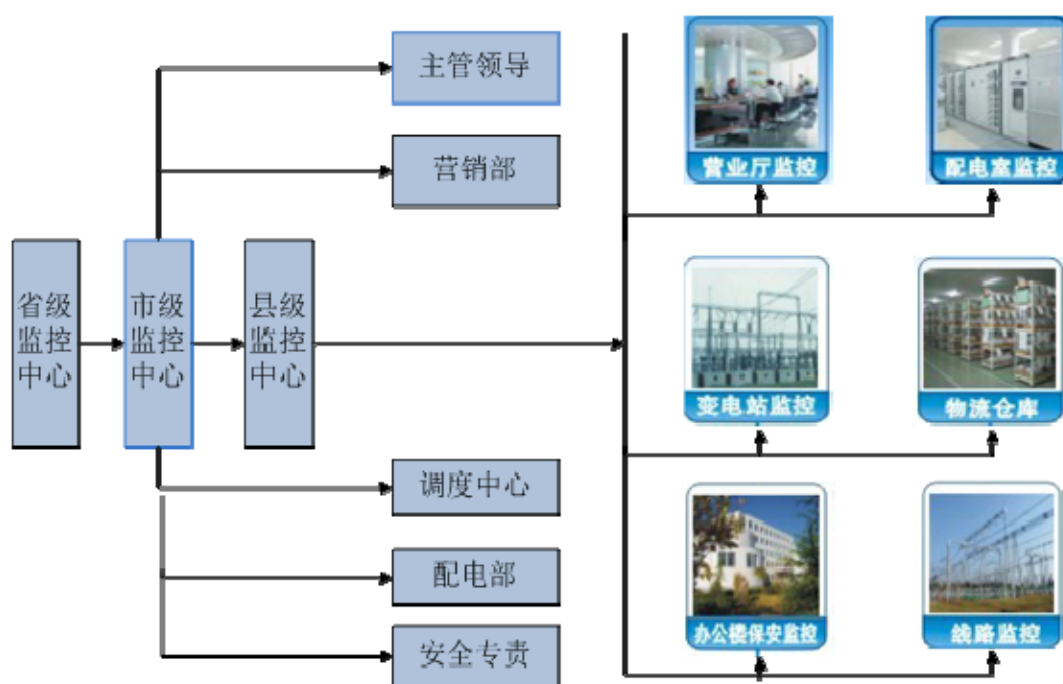 主管领导
营销部
省级
监控
中心
市级
监控
中心
县级
监控
中心
调度中心
配电部
安全专责
营业厅监控
配电室监控
变电站监控
物流仓库
办公楼保安监控
线路监控